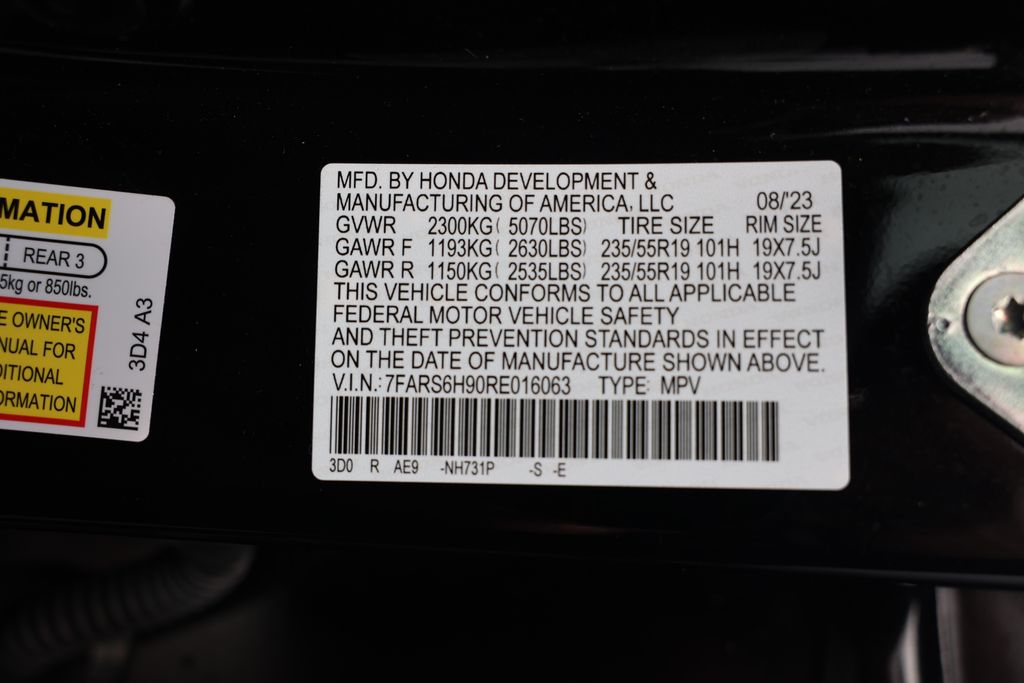 MATION
REAR 3
5kg or 850lbs.
E OWNER'S
NUAL FOR
DITIONAL
ORMATION
3D4 A3
MFD. BY HONDA DEVELOPMENT &
MANUFACTURING OF AMERICA, LLC 08/'23
GVWR 2300KG( 5070LBS) TIRE SIZE RIM SIZE
GAWR F 1193KG( 2630LBS) 235/55R19 101H 19X7.5J
GAWR R 1150KG( 2535LBS) 235/55R19 101H 19X7.5J
THIS VEHICLE CONFORMS TO ALL APPLICABLE
FEDERAL MOTOR VEHICLE SAFETY
AND THEFT PREVENTION STANDARDS IN EFFECT
ON THE DATE OF MANUFACTURE SHOWN ABOVE.
V.I.N.: 7FARS6H90RE016063 TYPE: MPV
3D0 R AE9 -NH731P -S -E